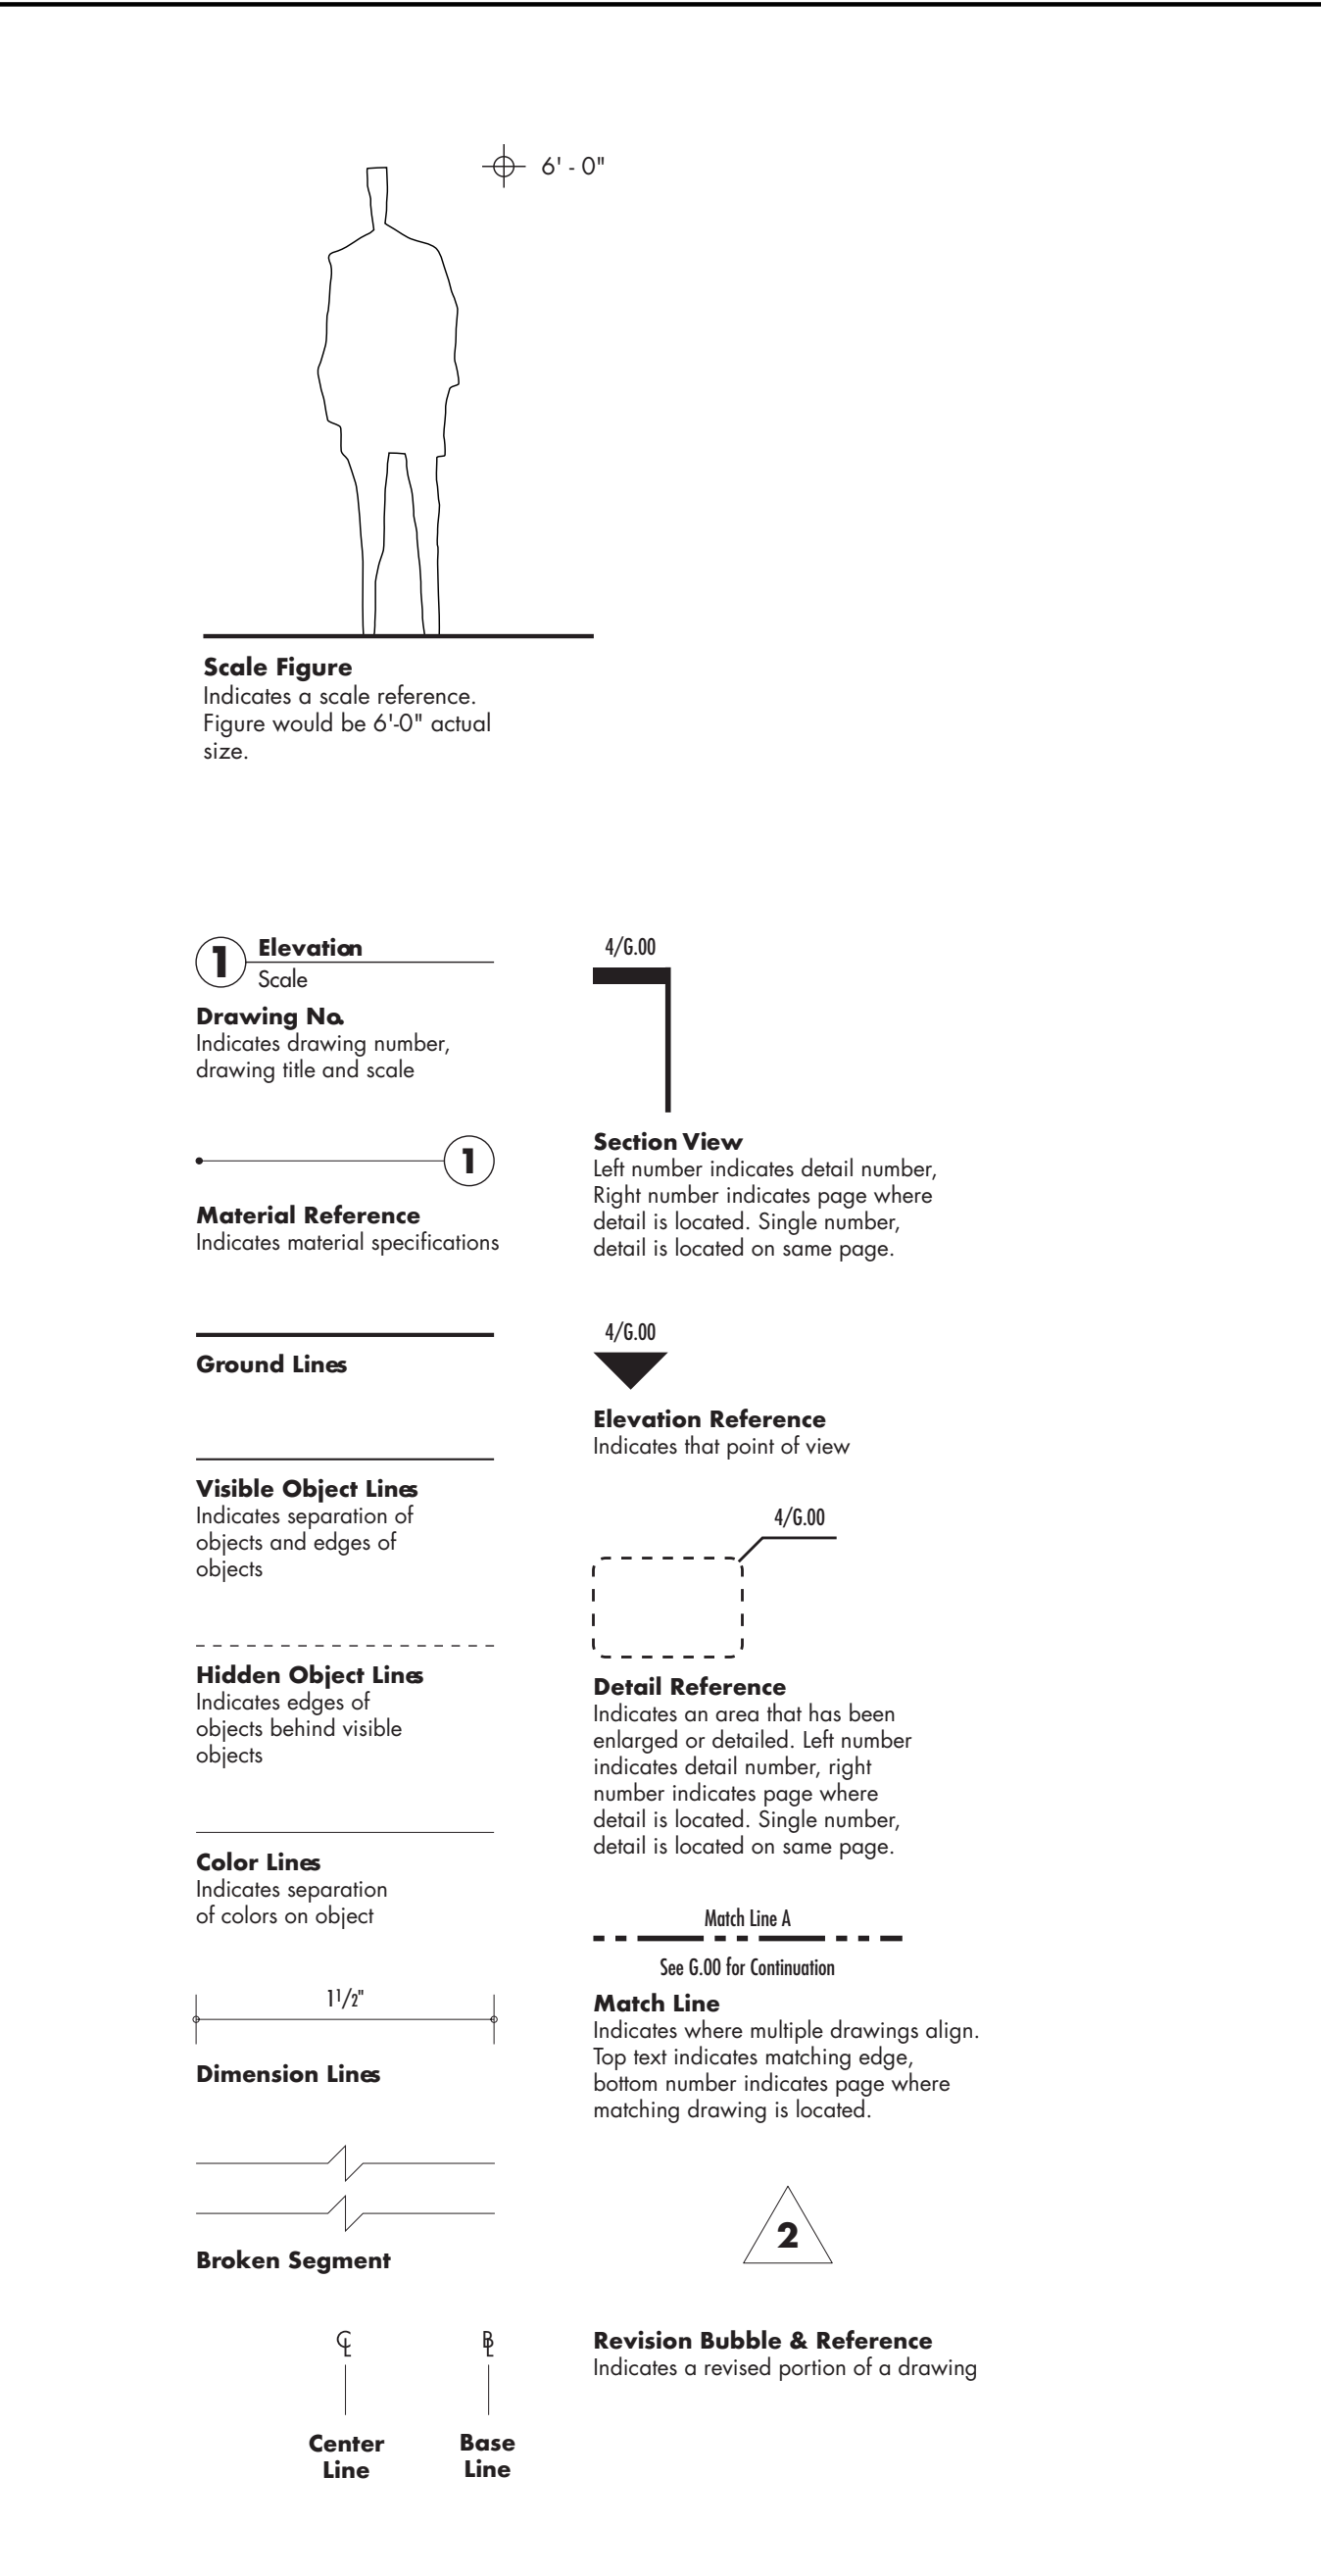 6' - 0"
Scale Figure
Indicates a scale reference.
Figure would be 6'-0" actual
size.
1
Elevation
Scale
Drawing No.
Indicates drawing number,
drawing title and scale
1
Material Reference
Indicates material specifications
Ground Lines
Visible Object Lines
Indicates separation of
objects and edges of
objects
Hidden Object Lines
Indicates edges of
objects behind visible
objects
Color Lines
Indicates separation
of colors on object
1 1/2"
Dimension Lines
Broken Segment
CL
BL
Center
Line
Base
Line
4/G.00
Section View
Left number indicates detail number,
Right number indicates page where
detail is located. Single number,
detail is located on same page.
4/G.00
Elevation Reference
Indicates that point of view
4/G.00
Detail Reference
Indicates an area that has been
enlarged or detailed. Left number
indicates detail number, right
number indicates page where
detail is located. Single number,
detail is located on same page.
Match Line A
See G.00 for Continuation
Match Line
Indicates where multiple drawings align.
Top text indicates matching edge,
bottom number indicates page where
matching drawing is located.
2
Revision Bubble & Reference
Indicates a revised portion of a drawing